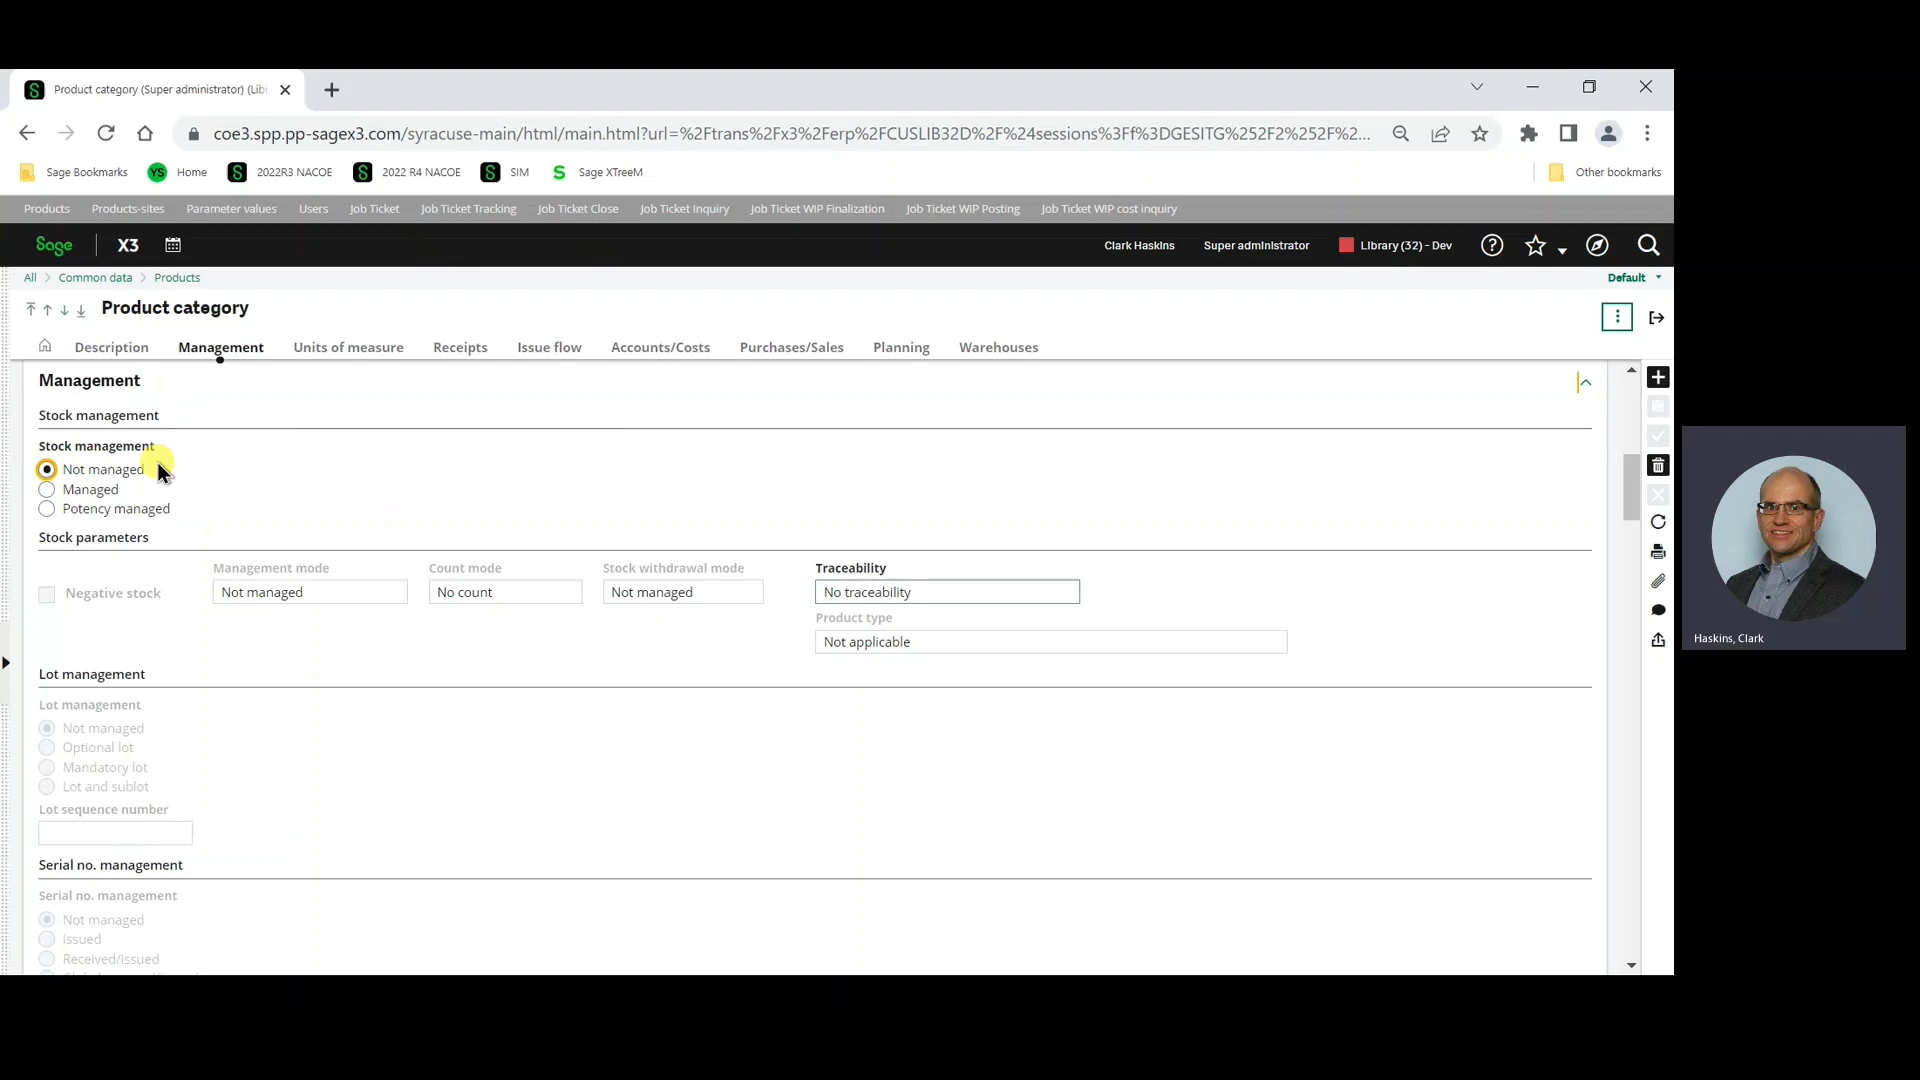 S Product category (Super administrator) (Lib
coe3.spp.pp-sagex3.com/syracuse-main/html/main.html?url=%2Ftrans%2Fx3%2Ferp%2FCUSLIB32D%2F%24sessions%3Ff%3DGESITG%252F2%252F%2...
Sage Bookmarks YS Home S 2022R3 NACOE S 2022 R4 NACOE S SIM S Sage XTreeM Other bookmarks
Products Products-sites Parameter values Users Job Ticket Job Ticket Tracking Job Ticket Close Job Ticket Inquiry Job Ticket WIP Finalization Job Ticket WIP Posting Job Ticket WIP cost inquiry
Sage X3 Clark Haskins Super administrator Library (32) - Dev ?
All > Common data > Products Default
Product category
Description Management Units of measure Receipts Issue flow Accounts/Costs Purchases/Sales Planning Warehouses
Management
Stock management
Stock management
Not managed
Managed
Potency managed
Stock parameters
Management mode Count mode Stock withdrawal mode Traceability
Negative stock Not managed No count Not managed No traceability
Product type
Not applicable
Lot management
Lot management
Not managed
Optional lot
Mandatory lot
Lot and sublot
Lot sequence number
Serial no. management
Serial no. management
Not managed
Issued
Received/issued
Haskins, Clark